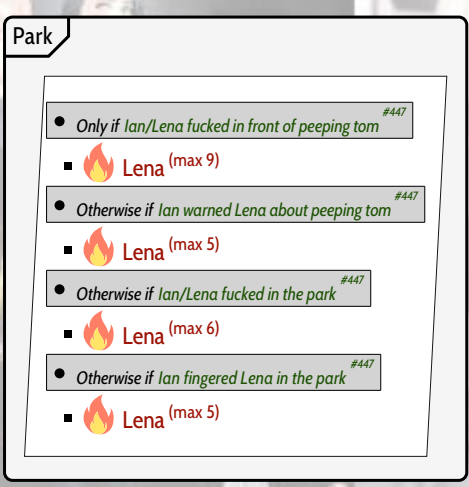 Park
Only if Ian/Lena fucked in front of peeping tom #447
Lena (max 9)
Otherwise if Ian warned Lena about peeping tom #447
Lena (max 5)
Otherwise if Ian/Lena fucked in the park #447
Lena (max 6)
Otherwise if Ian fingered Lena in the park #447
Lena (max 5)